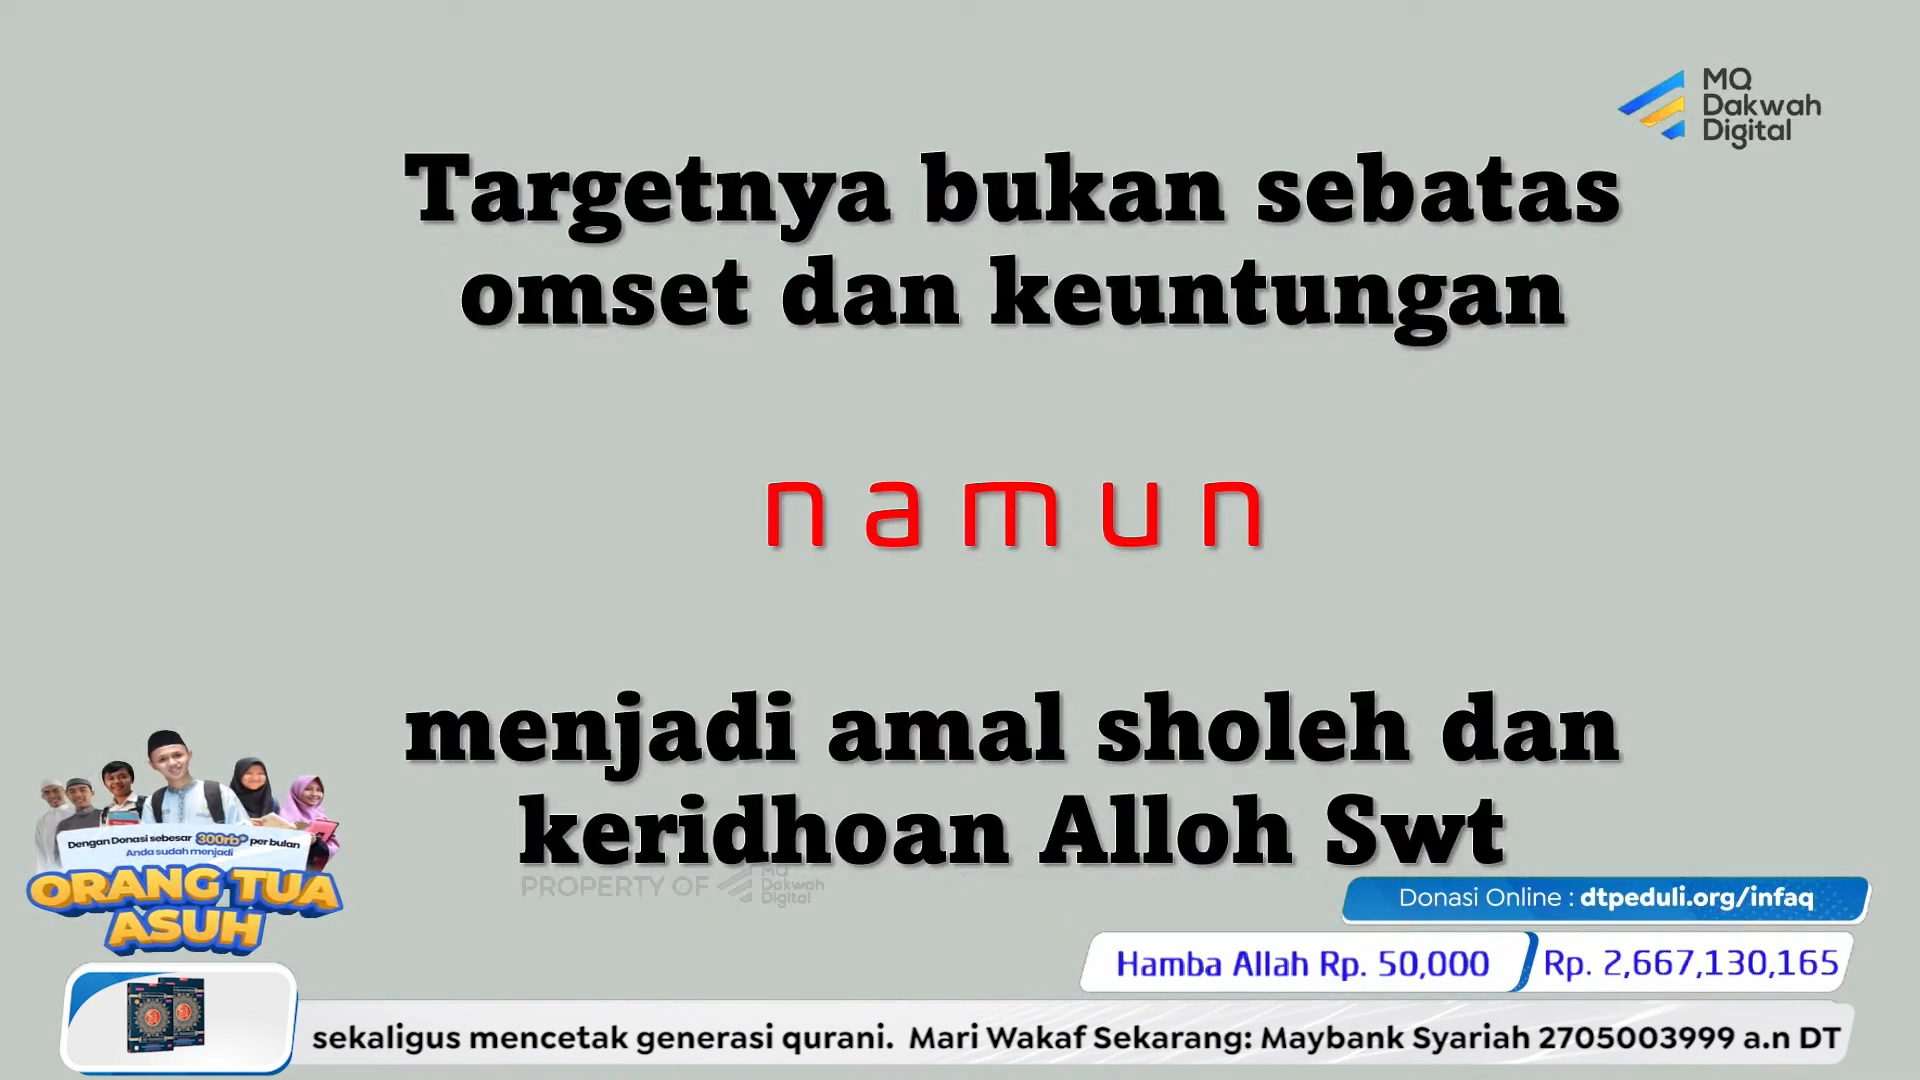 MQ
Dakwah
Digital
Targetnya bukan sebatas
omset dan keuntungan
namun
menjadi amal sholeh dan
keridhoan Alloh Swt
PROPERTY OF MQ
Dakwah
Digital
Dengan Donasi sebesar 300rb* per bulan
Anda sudah menjadi
ORANG TUA
ASUH
Donasi Online : dtpeduli.org/infaq
Hamba Allah Rp. 50,000
Rp. 2,667,130,165
sekaligus mencetak generasi qurani. Mari Wakaf Sekarang: Maybank Syariah 2705003999 a.n DT